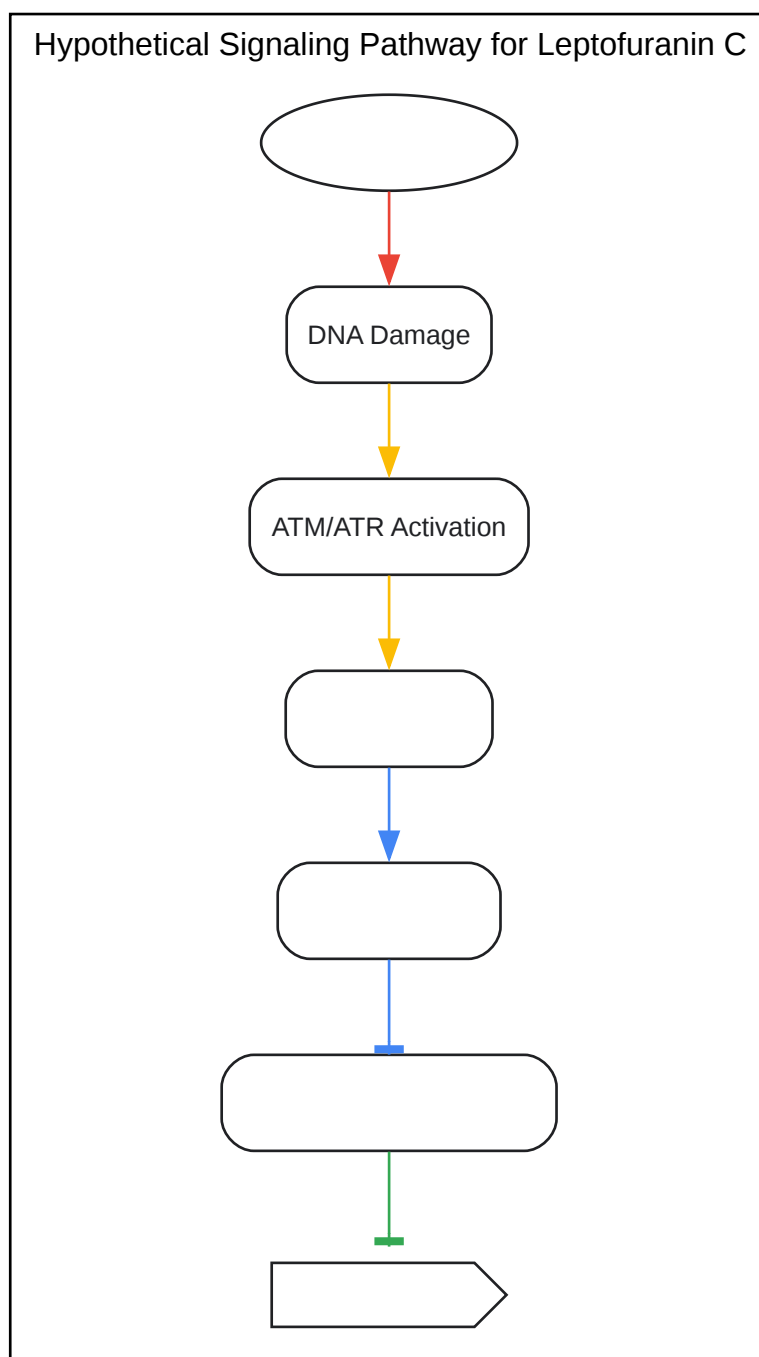 Hypothetical Signaling Pathway for Leptofuranin C
DNA Damage
ATM/ATR Activation